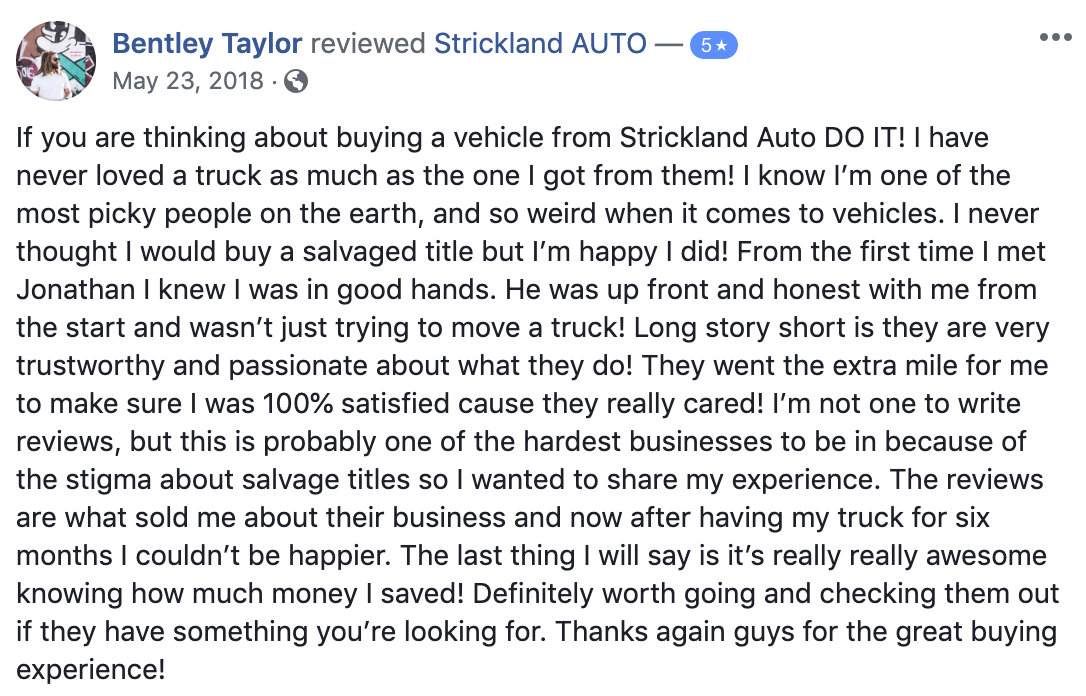 Bentley Taylor reviewed Strickland AUTO — 5★
May 23, 2018 ·
If you are thinking about buying a vehicle from Strickland Auto DO IT! I have
never loved a truck as much as the one I got from them! I know I’m one of the
most picky people on the earth, and so weird when it comes to vehicles. I never
thought I would buy a salvaged title but I’m happy I did! From the first time I met
Jonathan I knew I was in good hands. He was up front and honest with me from
the start and wasn’t just trying to move a truck! Long story short is they are very
trustworthy and passionate about what they do! They went the extra mile for me
to make sure I was 100% satisfied cause they really cared! I’m not one to write
reviews, but this is probably one of the hardest businesses to be in because of
the stigma about salvage titles so I wanted to share my experience. The reviews
are what sold me about their business and now after having my truck for six
months I couldn’t be happier. The last thing I will say is it’s really really awesome
knowing how much money I saved! Definitely worth going and checking them out
if they have something you’re looking for. Thanks again guys for the great buying
experience!